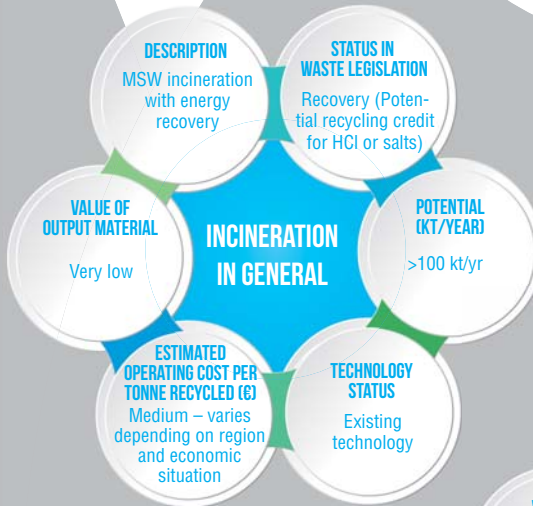 DESCRIPTION
MSW incineration
with energy
recovery
STATUS IN
WASTE LEGISLATION
Recovery (Poten-
tial recycling credit
for HCl or salts)
VALUE OF
OUTPUT MATERIAL
Very low
INCINERATION
IN GENERAL
POTENTIAL
(KT/YEAR)
>100 kt/yr
ESTIMATED
OPERATING COST PER
TONNE RECYCLED (€)
Medium – varies
depending on region
and economic
situation
TECHNOLOGY
STATUS
Existing
technology